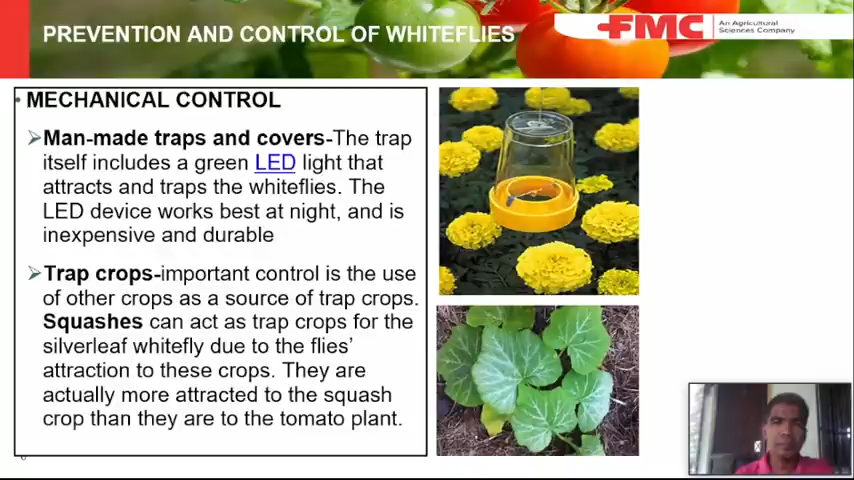 PREVENTION AND CONTROL OF WHITEFLIES
FMC
An Agricultural
Sciences Company
• MECHANICAL CONTROL
Man-made traps and covers-The trap
itself includes a green LED light that
attracts and traps the whiteflies. The
LED device works best at night, and is
inexpensive and durable
Trap crops-important control is the use
of other crops as a source of trap crops.
Squashes can act as trap crops for the
silverleaf whitefly due to the flies’
attraction to these crops. They are
actually more attracted to the squash
crop than they are to the tomato plant.